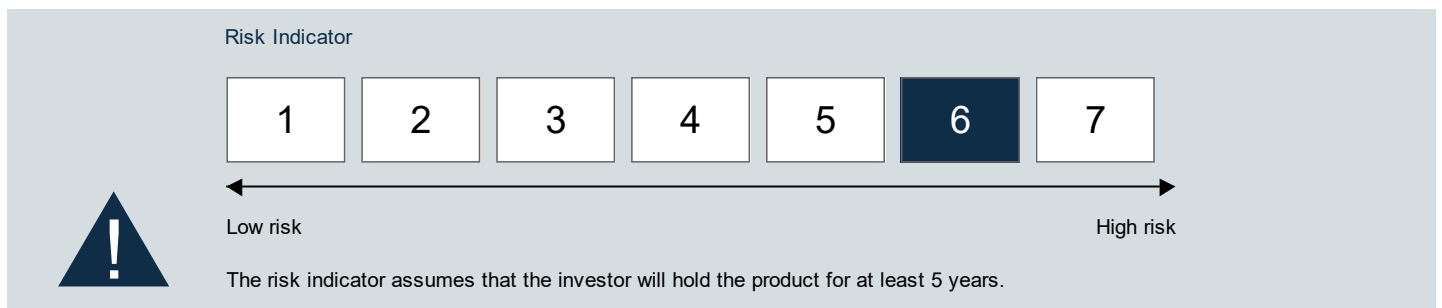 Risk Indicator
1 2 3 4 5 6 7
Low risk High risk
!
The risk indicator assumes that the investor will hold the product for at least 5 years.